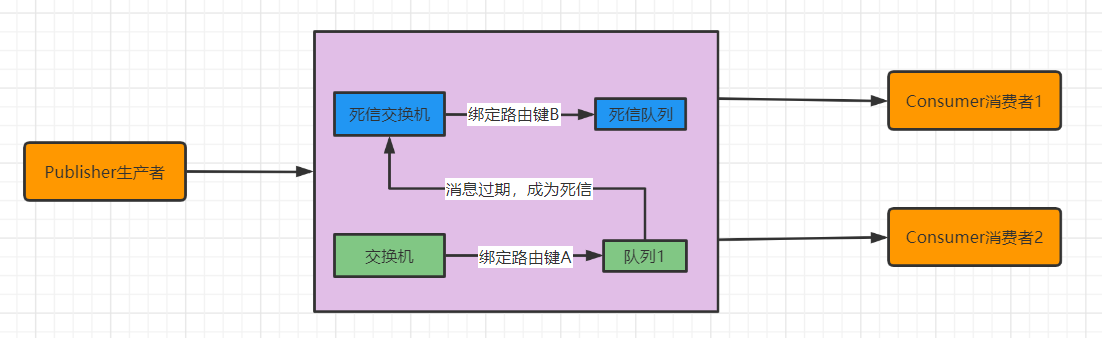 死信交换机
绑定路由键B
死信队列
Consumer消费者1
Publisher生产者
消息过期，成为死信
交换机
绑定路由键A
队列1
Consumer消费者2